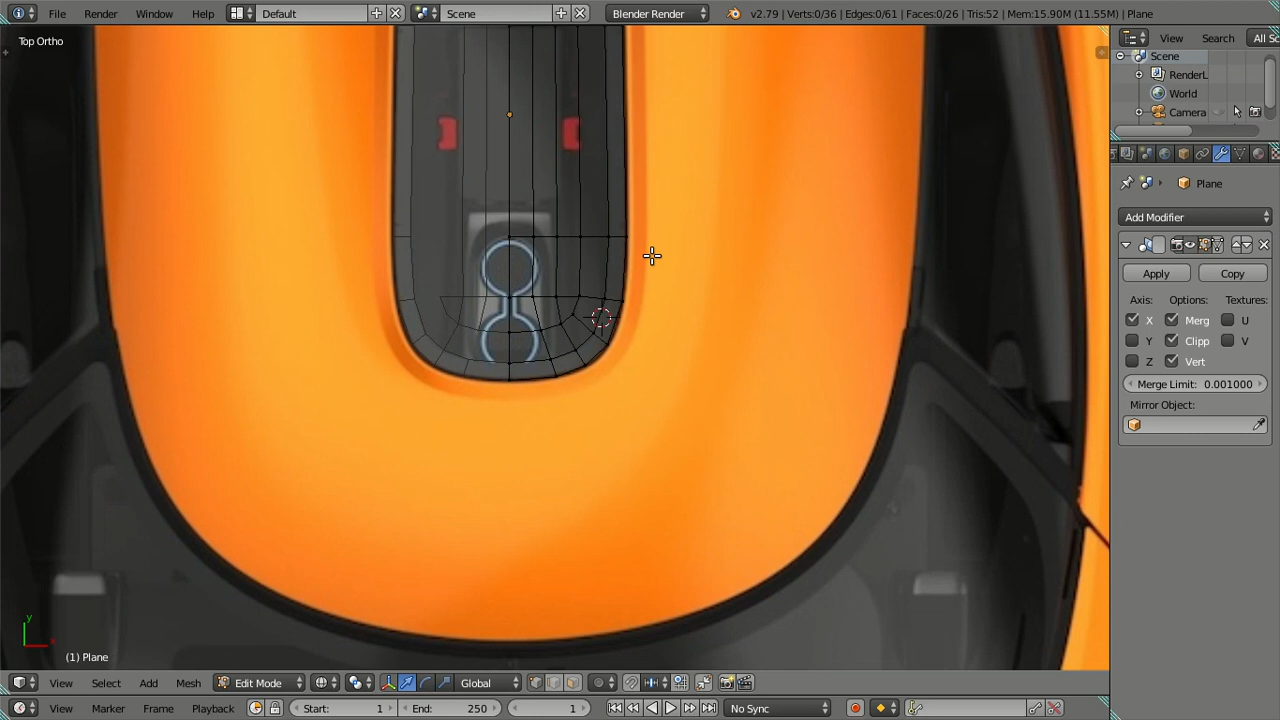 File Render Window Help Default Scene Blender Render v2.79 | Verts:0/36 | Edges:0/61 | Faces:0/26 | Tris:52 | Mem:15.90M (11.55M) | Plane
Top Ortho
View Search All Sc
Scene
RenderL
World
Camera
Plane
Add Modifier
Apply Copy
Axis: Options: Textures:
X Merg U
Y Clipp V
Z Vert
Merge Limit: 0.001000
Mirror Object:
y
x
(1) Plane
View Select Add Mesh Edit Mode Global
View Marker Frame Playback Start: 1 End: 250 1 No Sync